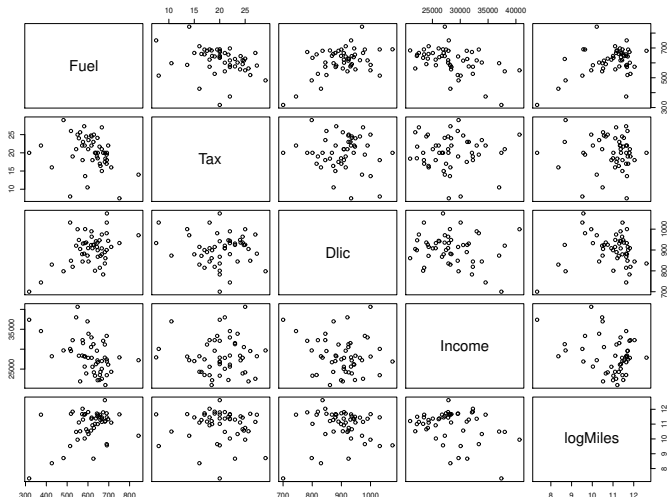 10 15 20 25
25000 30000 35000 40000
Fuel
300 500 700
10 15 20 25
Tax
Dlic
700 800 900 1000
25000 35000
Income
logMiles
8 9 10 11 12
300 400 500 600 700 800
700 800 900 1000
8 9 10 11 12